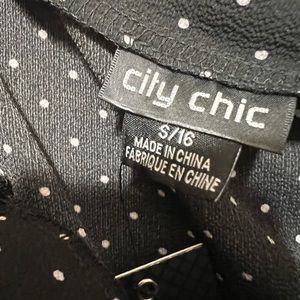 city chic
S/16
MADE IN CHINA
FABRIQUE EN CHINE